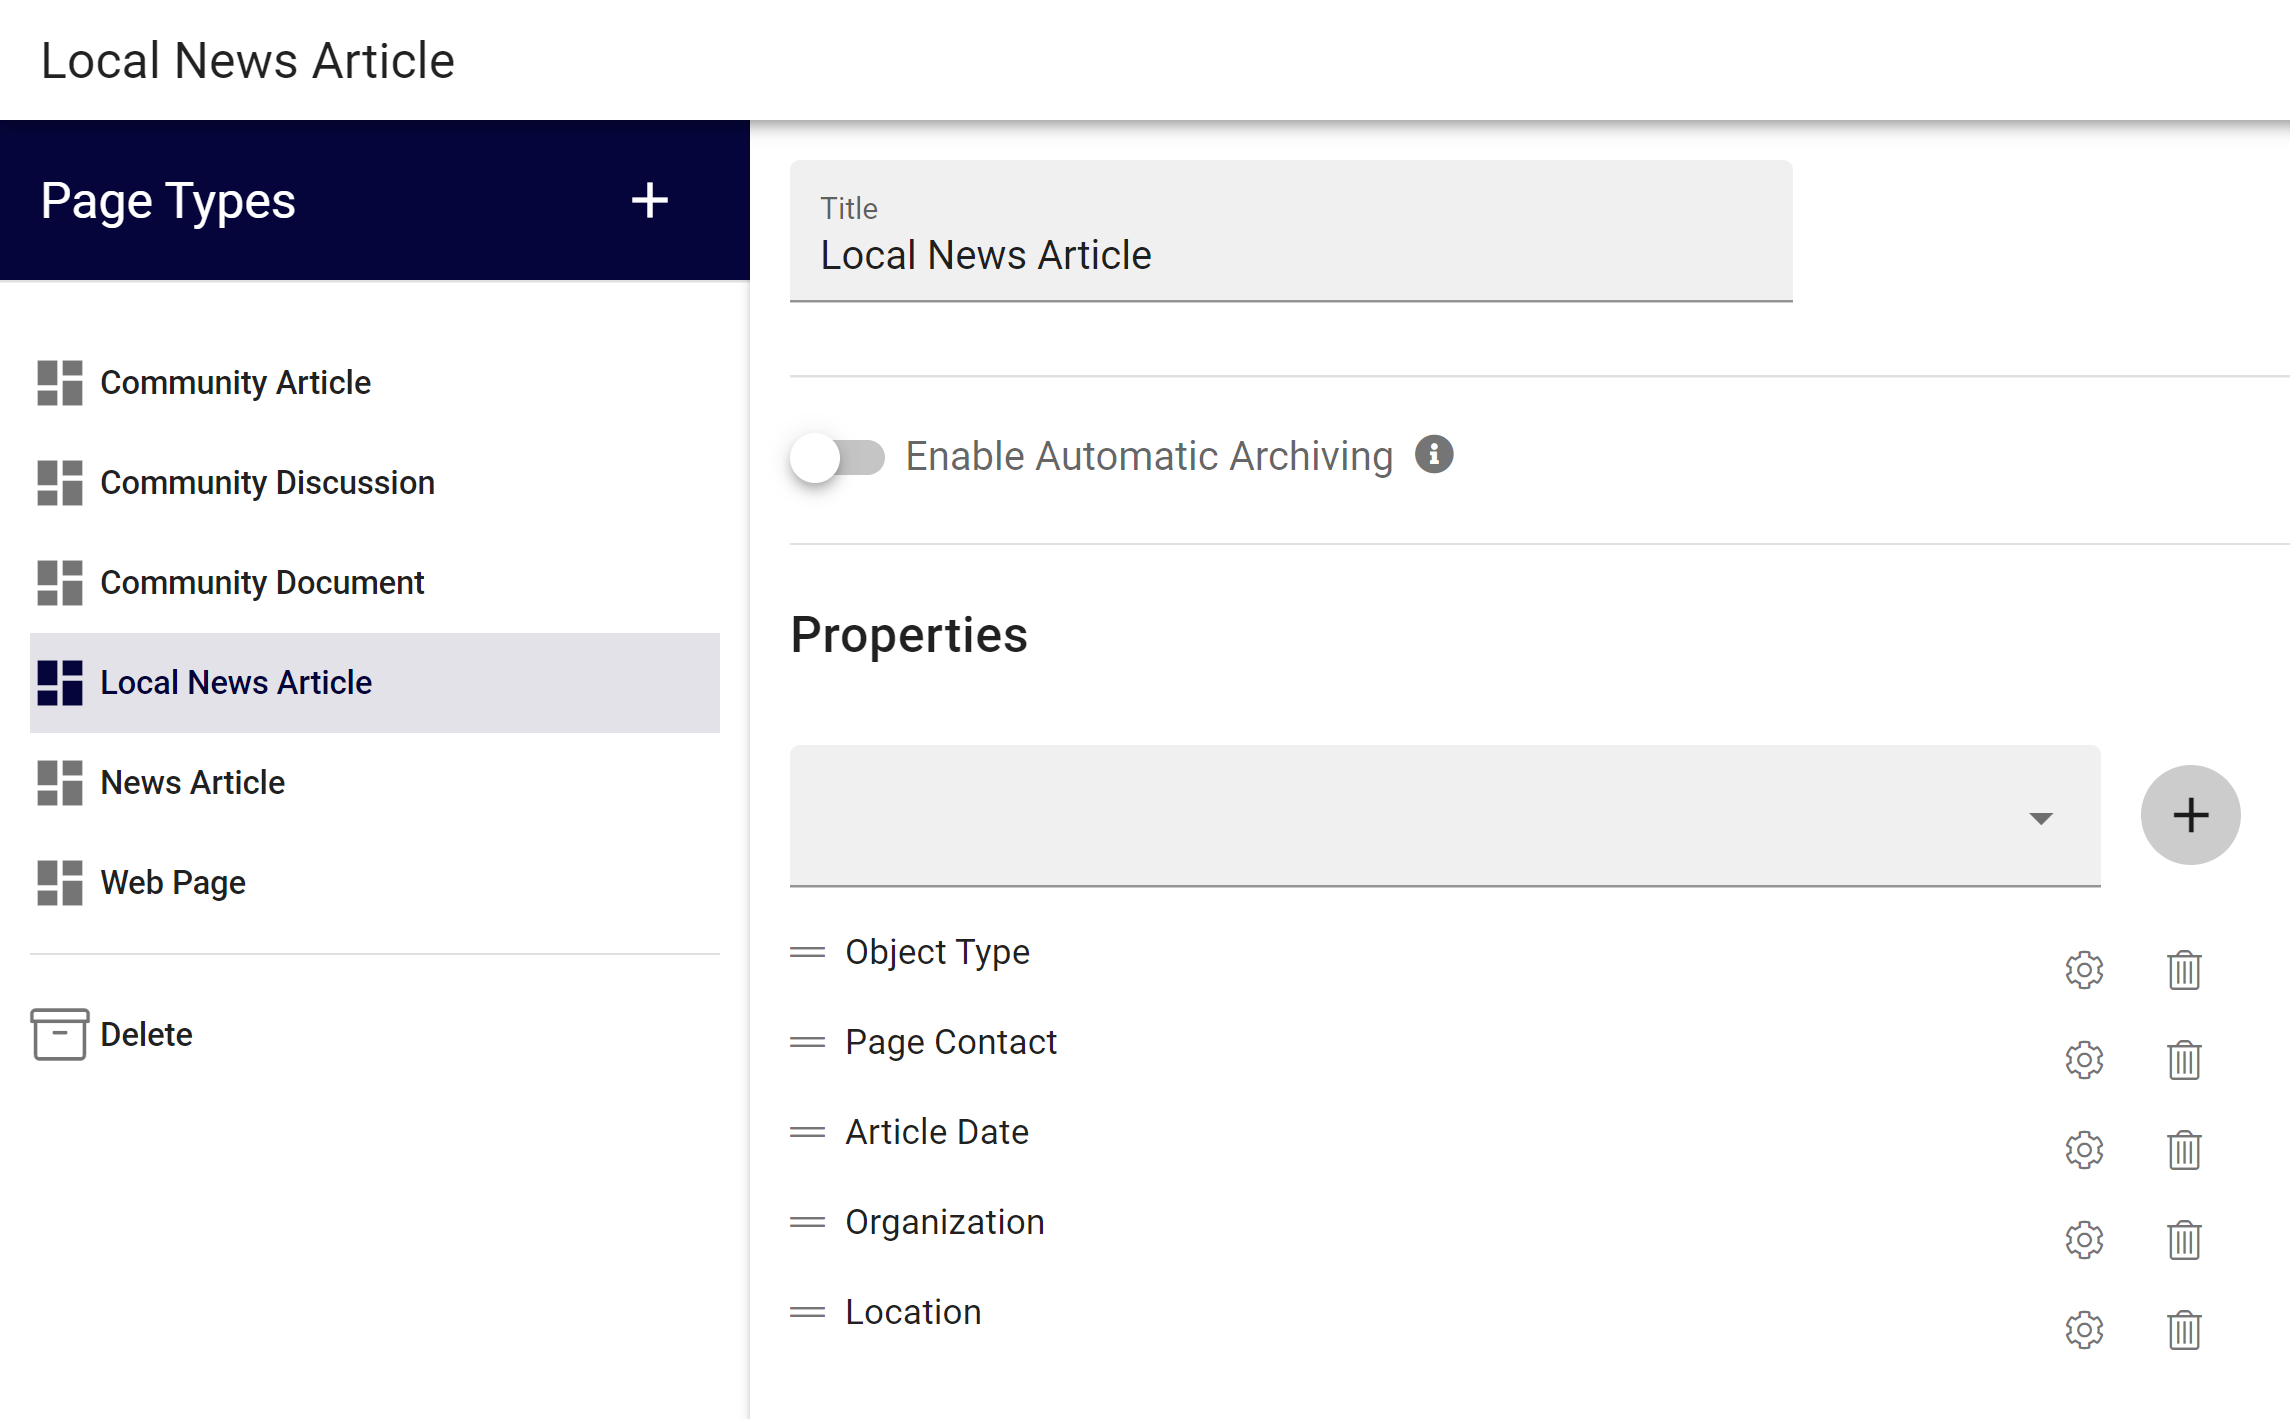 Local News Article
Page Types
Community Article
Community Discussion
Community Document
Local News Article
News Article
Web Page
Delete
Title
Local News Article
Enable Automatic Archiving
Properties
Object Type
Page Contact
Article Date
Organization
Location